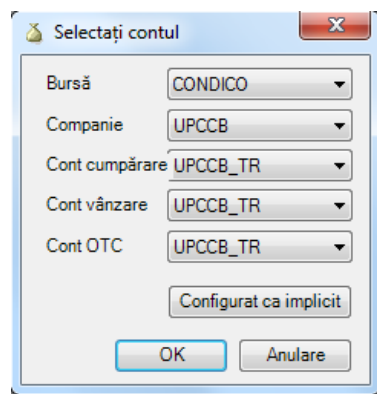 Selectați contul
Bursă CONDICO
Companie UPCCB
Cont cumpărare UPCCB_TR
Cont vânzare UPCCB_TR
Cont OTC UPCCB_TR
Configurat ca implicit
OK Anulare